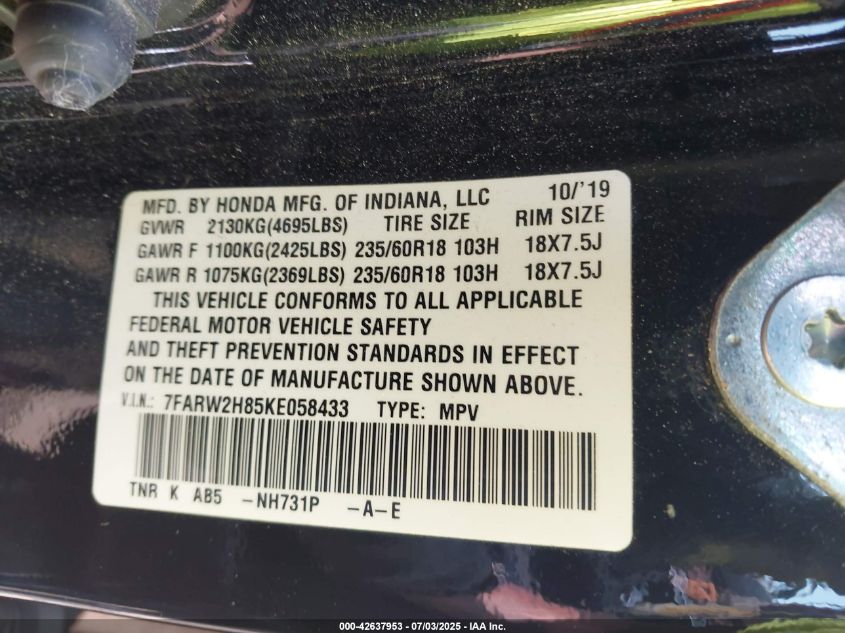 MFD. BY HONDA MFG. OF INDIANA, LLC 10/'19
GVWR 2130KG(4695LBS) TIRE SIZE RIM SIZE
GAWR F 1100KG(2425LBS) 235/60R18 103H 18X7.5J
GAWR R 1075KG(2369LBS) 235/60R18 103H 18X7.5J
THIS VEHICLE CONFORMS TO ALL APPLICABLE
FEDERAL MOTOR VEHICLE SAFETY
AND THEFT PREVENTION STANDARDS IN EFFECT
ON THE DATE OF MANUFACTURE SHOWN ABOVE.
V.I.N.: 7FARW2H85KE058433 TYPE: MPV
TNR K AB5 -NH731P -A-E
000-42637953 - 07/03/2025 - IAA Inc.